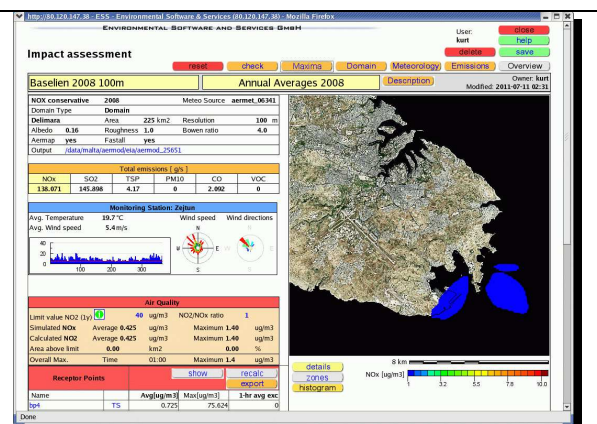 http://80.120.147.38 - ESS - Environmental Software & Services (80.120.147.38) - Mozilla Firefox
ENVIRONMENTAL SOFTWARE AND SERVICES GMBH
User:
kurt
close
help
Impact assessment
delete
save
reset
check
Maxima
Domain
Meteorology
Emissions
Overview
Baselien 2008 100m
Annual Averages 2008
Description
Owner: kurt
Modified: 2011-07-11 02:31
NOX conservative 2008 Meteo Source aermet_06341
Domain Type Domain
Delimara Area 225 km2 Resolution 100 m
Albedo 0.16 Roughness 1.0 Bowen ratio 4.0
Aermap yes Fastall yes
Output /data/malta/aermod/eia/aermod_25651
Total emissions [ g/s ]
NOx SO2 TSP PM10 CO VOC
138.071 145.898 4.17 0 2.092 0
Monitoring Station: Zejtun
Avg. Temperature 19.7 °C Wind speed Wind directions
Avg. Wind speed 5.4 m/s
N
W E
S
40
20
0
100 200 300
Air Quality
Limit value NO2 (1y) 40 ug/m3 NO2/NOx ratio 1
Simulated NOx Average 0.425 ug/m3 Maximum 1.40 ug/m3
Calculated NO2 Average 0.425 ug/m3 Maximum 1.40 ug/m3
Area above limit 0.00 km2 0.00 %
Overall Max. Time 01:00 Maximum 1.4 ug/m3
Receptor Points
show
recalc
export
Name Avg[ug/m3] Max[ug/m3] 1-hr avg exc
bp4 TS 0.725 75.624 0
details
zones
histogram
8 km
NOx [ug/m3]
1 3.2 5.5 7.8 10.0
Done